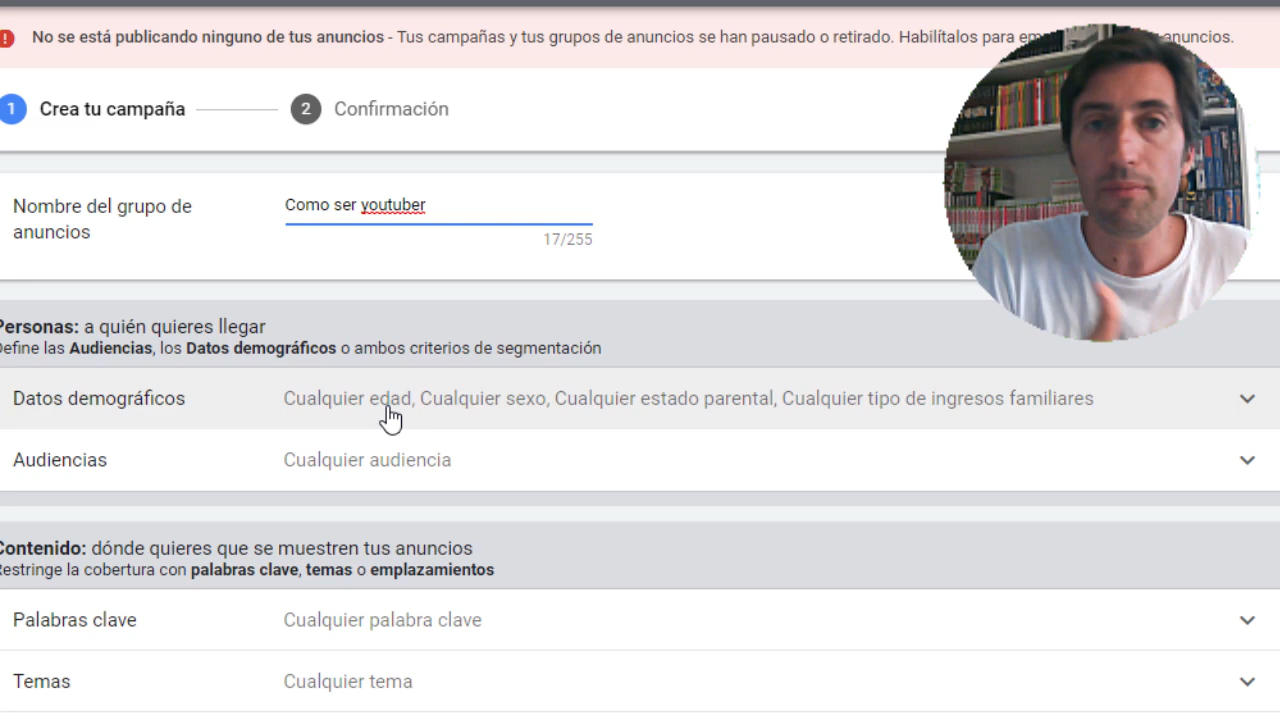 No se está publicando ninguno de tus anuncios - Tus campañas y tus grupos de anuncios se han pausado o retirado. Habilítalos para anuncios.
1 Crea tu campaña 2 Confirmación
Nombre del grupo de
anuncios
Como ser youtuber
17/255
Personas: a quién quieres llegar
Define las Audiencias, los Datos demográficos o ambos criterios de segmentación
Datos demográficos Cualquier edad, Cualquier sexo, Cualquier estado parental, Cualquier tipo de ingresos familiares
Audiencias Cualquier audiencia
Contenido: dónde quieres que se muestren tus anuncios
Restringe la cobertura con palabras clave, temas o emplazamientos
Palabras clave Cualquier palabra clave
Temas Cualquier tema